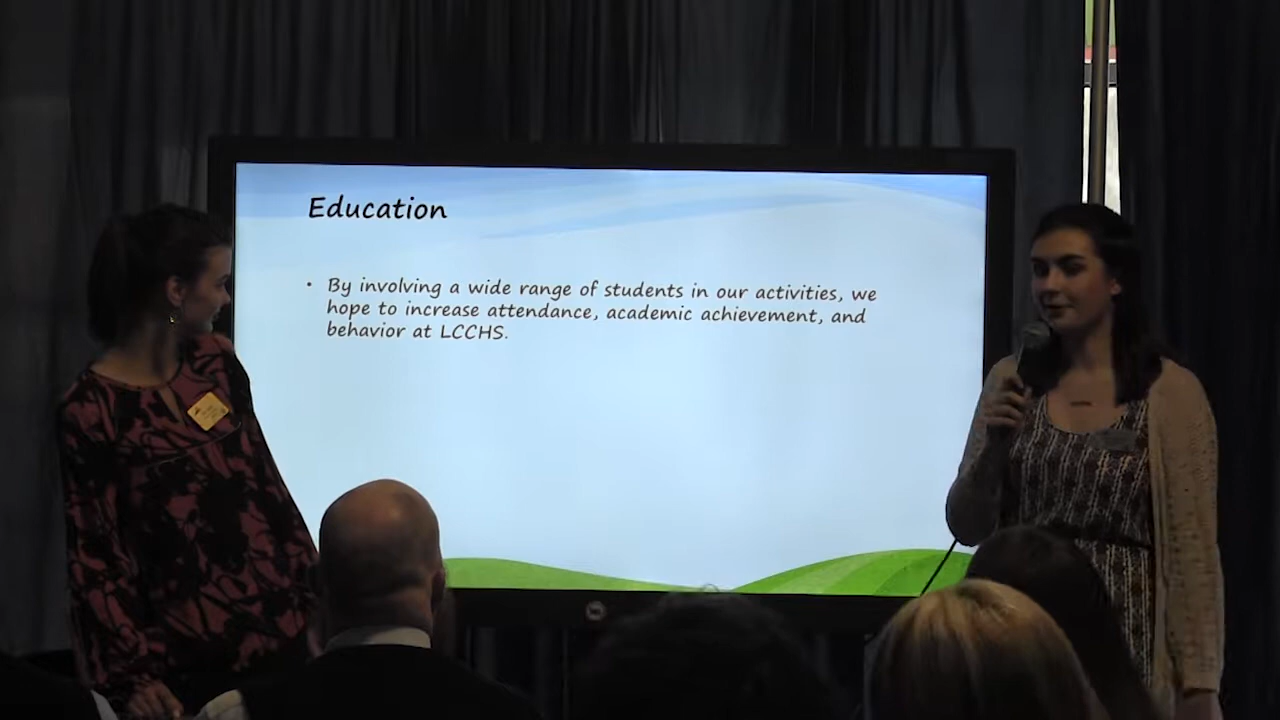 Education
• By involving a wide range of students in our activities, we
hope to increase attendance, academic achievement, and
behavior at LCCHS.